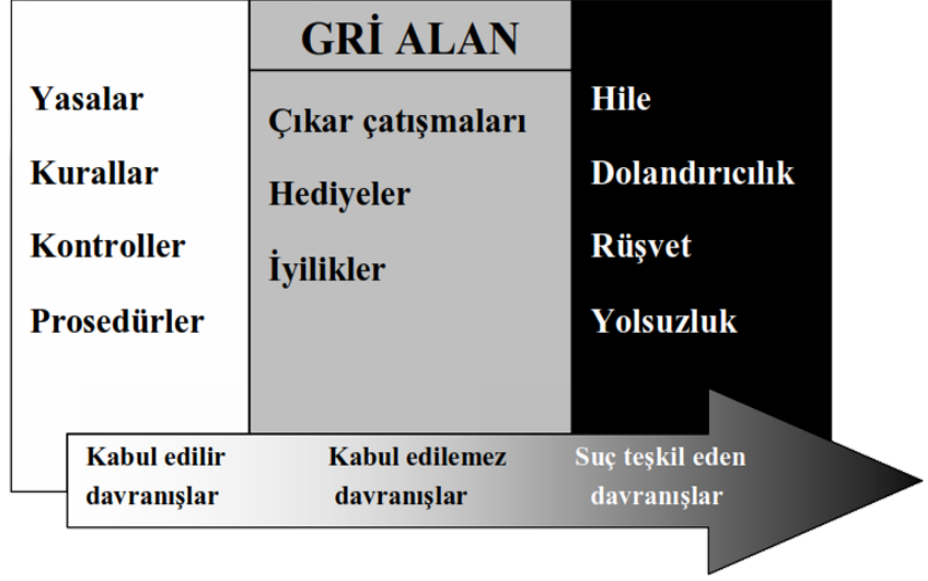 GRİ ALAN
Yasalar
Kurallar
Kontroller
Prosedürler
Çıkar çatışmaları
Hediyeler
İyilikler
Hile
Dolandırıcılık
Rüşvet
Yolsuzluk
Kabul edilir
davranışlar
Kabul edilemez
davranışlar
Suç teşkil eden
davranışlar